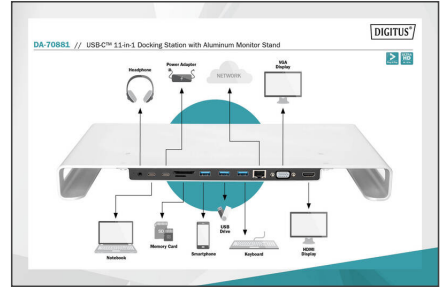 DIGITUS®
DA-70881 // USB-C™ 11-in-1 Docking Station with Aluminum Monitor Stand
HD
Headphone
Power Adapter
NETWORK
VGA
Display
Notebook
Memory Card
Smartphone
USB
Drive
Keyboard
HDMI
Display